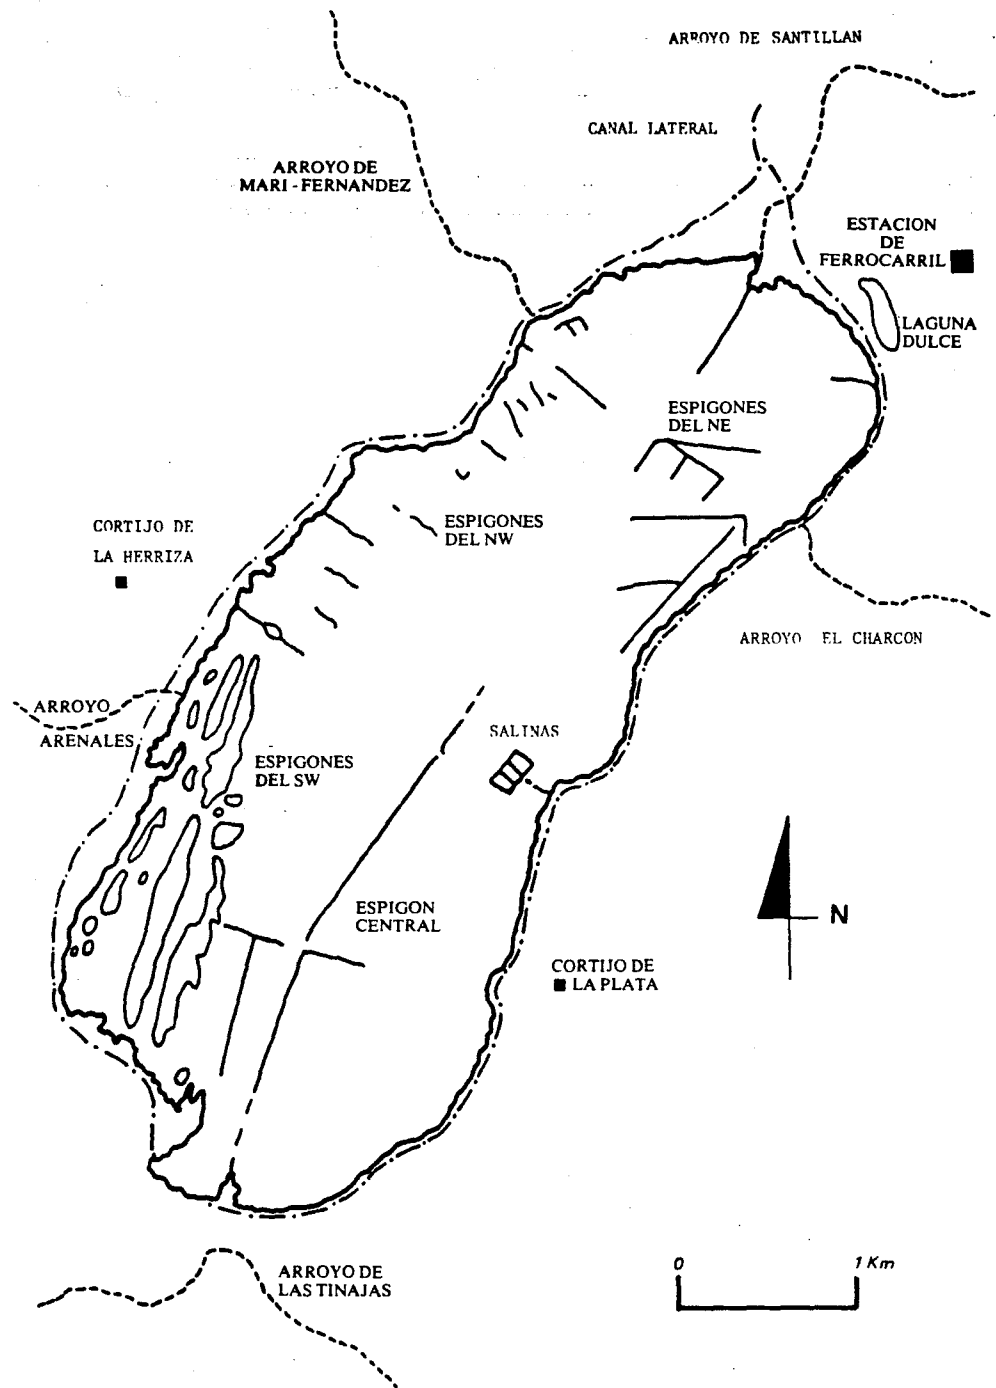 ARROYO DE SANTILLAN
CANAL LATERAL
ARROYO DE
MARI-FERNANDEZ
ESTACION
DE
FERROCARRIL
LAGUNA
DULCE
ESPIGONES
DEL NE
ESPIGONES
DEL NW
CORTIJO DE
LA HERRIZA
ARROYO EL CHARCON
ARROYO
ARENALES
SALINAS
ESPIGONES
DEL SW
ESPIGON
CENTRAL
N
CORTIJO DE
LA PLATA
ARROYO DE
LAS TINAJAS
0 1 Km